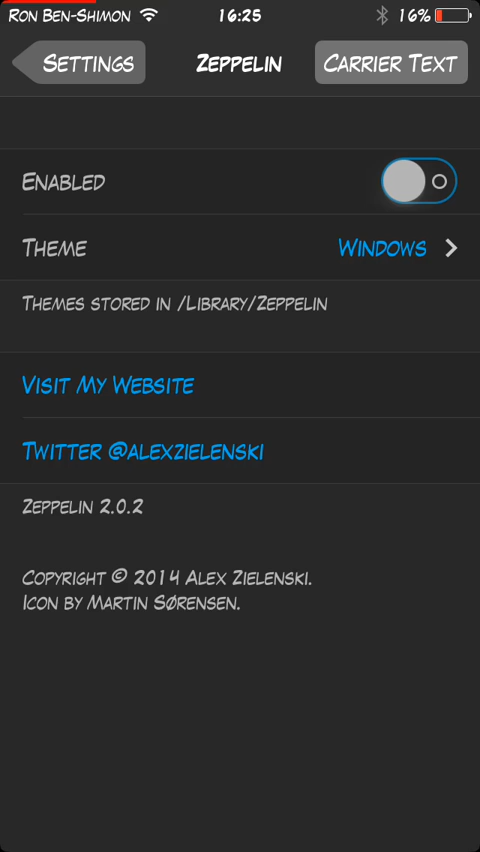 Ron Ben-Shimon 16:25 16%
Settings Zeppelin Carrier Text
Enabled
Theme Windows
Themes stored in /Library/Zeppelin
Visit My Website
Twitter @alexzielenski
Zeppelin 2.0.2
Copyright © 2014 Alex Zielenski.
Icon by Martin Sørensen.